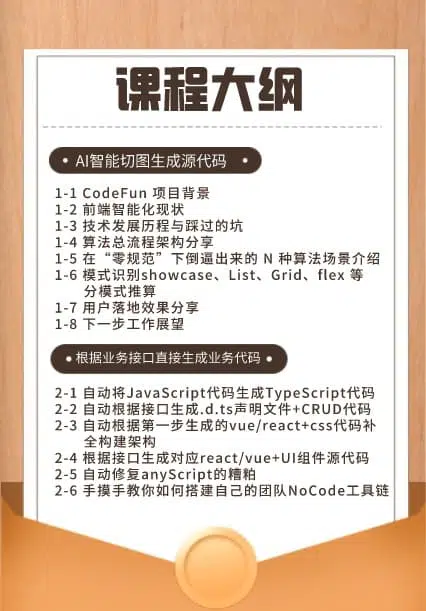 课程大纲
AI智能切图生成源代码
1-1 CodeFun 项目背景
1-2 前端智能化现状
1-3 技术发展历程与踩过的坑
1-4 算法总流程架构分享
1-5 在“零规范”下倒逼出来的 N 种算法场景介绍
1-6 模式识别showcase、List、Grid、flex 等
分模式推算
1-7 用户落地效果分享
1-8 下一步工作展望
根据业务接口直接生成业务代码
2-1 自动将JavaScript代码生成TypeScript代码
2-2 自动根据接口生成.d.ts声明文件+CRUD代码
2-3 自动根据第一步生成的vue/react+css代码补
全构建架构
2-4 根据接口生成对应react/vue+UI组件源代码
2-5 自动修复anyScript的糟粕
2-6 手摸手教你如何搭建自己的团队NoCode工具链